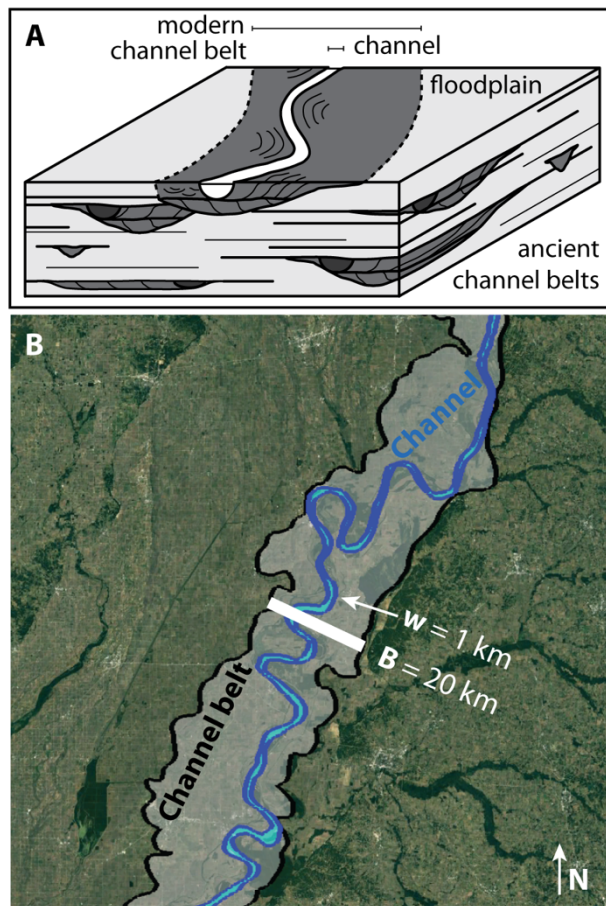 A
modern
channel belt
channel
floodplain
ancient
channel belts
B
Channel
w = 1 km
B = 20 km
Channel belt
N